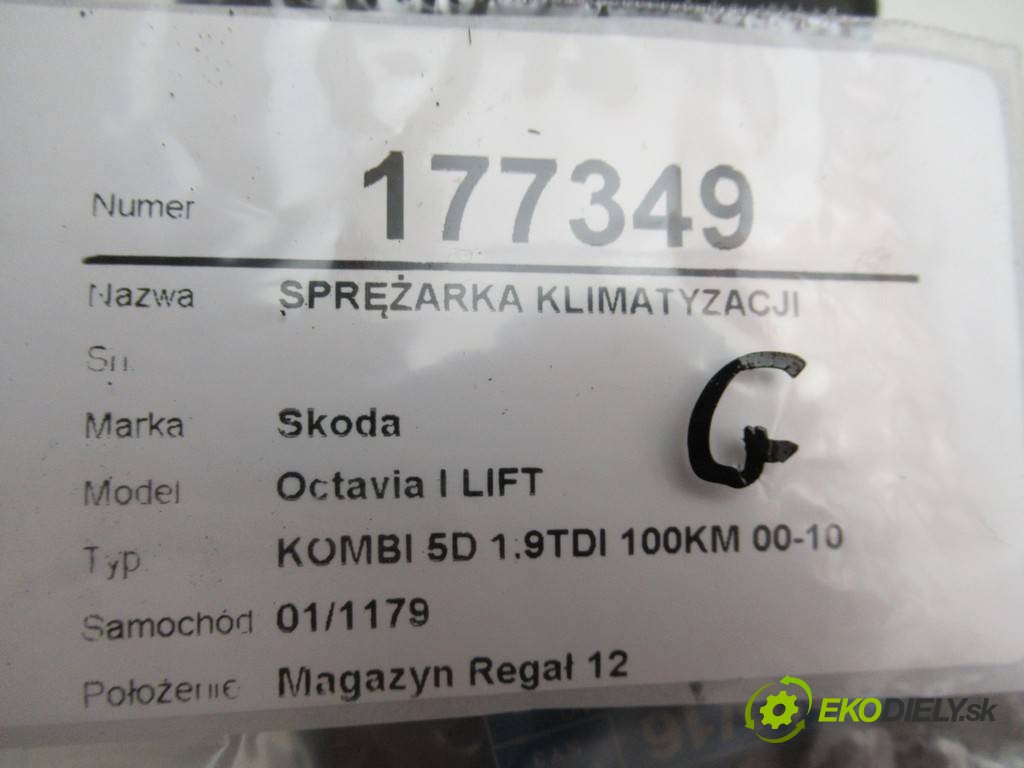 Numer 177349
Nazwa SPRĘŻARKA KLIMATYZACJI
Sn.
G
Marka Skoda
Model Octavia I LIFT
Typ KOMBI 5D 1.9TDI 100KM 00-10
Samochód 01/1179
Położenie Magazyn Regał 12
EKODIELY.sk